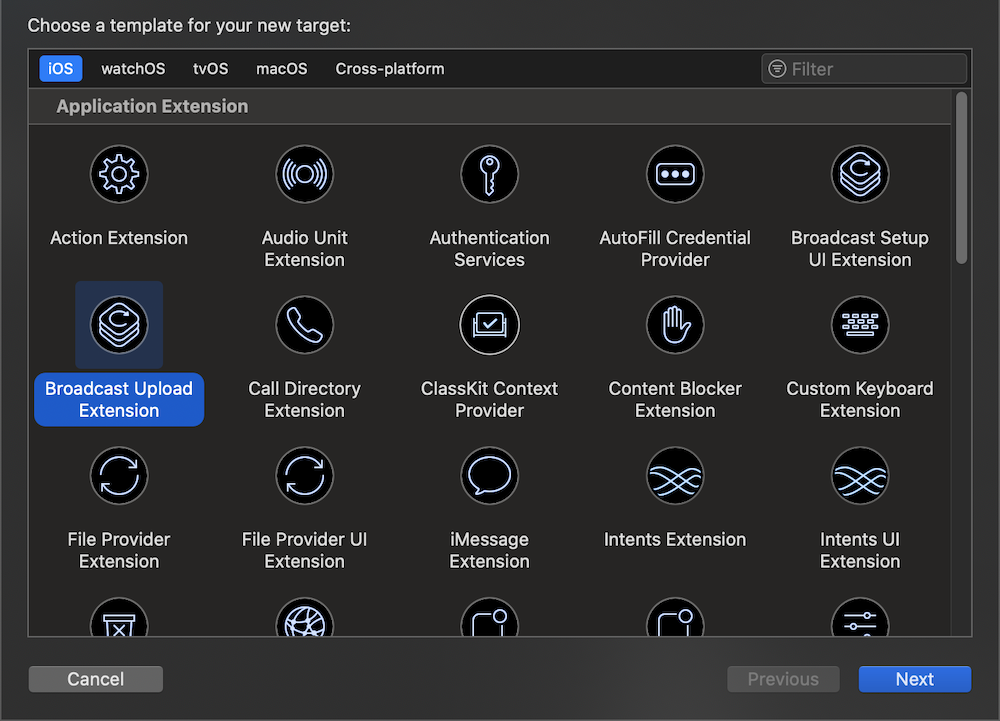 Choose a template for your new target:
iOS watchOS tvOS macOS Cross-platform Filter
Application Extension
Action Extension
Audio Unit
Extension
Authentication
Services
AutoFill Credential
Provider
Broadcast Setup
UI Extension
Broadcast Upload
Extension
Call Directory
Extension
ClassKit Context
Provider
Content Blocker
Extension
Custom Keyboard
Extension
File Provider
Extension
File Provider UI
Extension
iMessage
Extension
Intents Extension
Intents UI
Extension
Cancel Previous Next